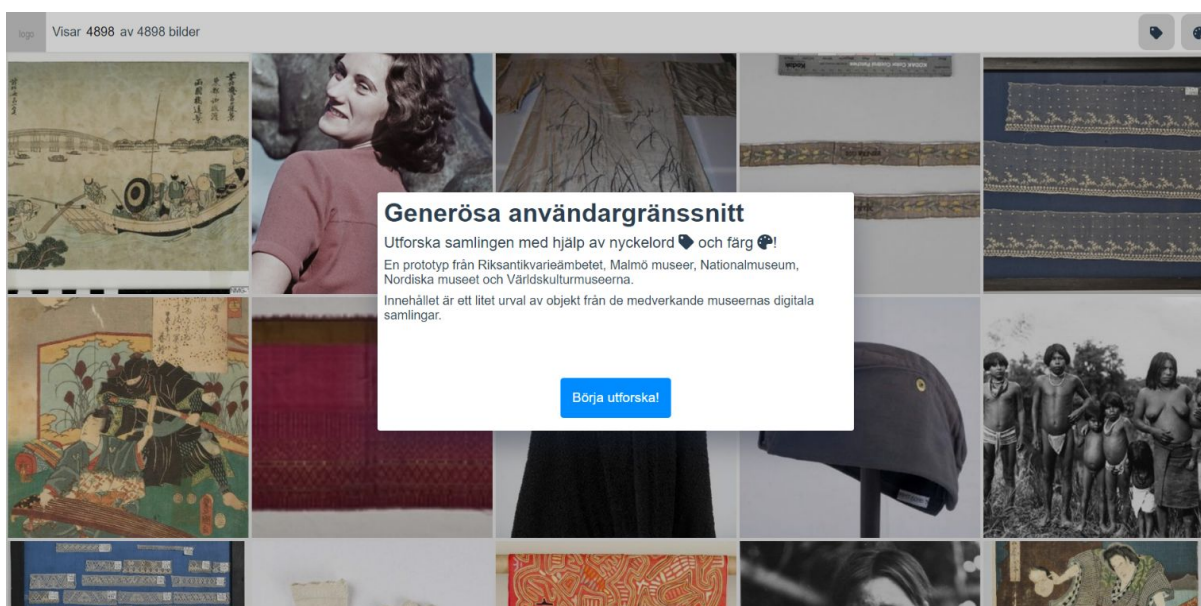 logo
Visar 4898 av 4898 bilder
Generösa användargränssnitt
Utforska samlingen med hjälp av nyckelord och färg !
En prototyp från Riksantikvarieämbetet, Malmö museer, Nationalmuseum,
Nordiska museet och Världskulturmuseerna.
Innehållet är ett litet urval av objekt från de medverkande museernas digitala
samlingar.
Börja utforska!